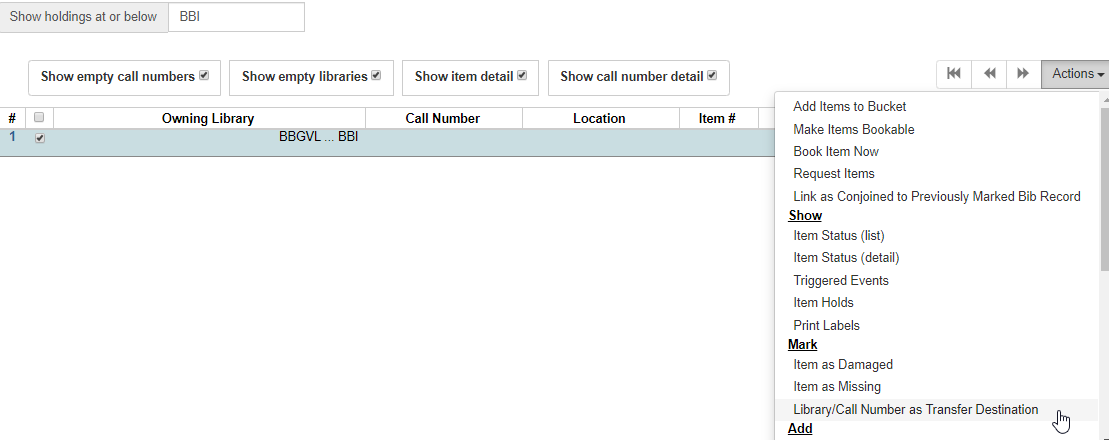 Show holdings at or below BBI
Show empty call numbers Show empty libraries Show item detail Show call number detail Actions
# Owning Library Call Number Location Item #
1 BBGVL ... BBI
Add Items to Bucket
Make Items Bookable
Book Item Now
Request Items
Link as Conjoined to Previously Marked Bib Record
Show
Item Status (list)
Item Status (detail)
Triggered Events
Item Holds
Print Labels
Mark
Item as Damaged
Item as Missing
Library/Call Number as Transfer Destination
Add